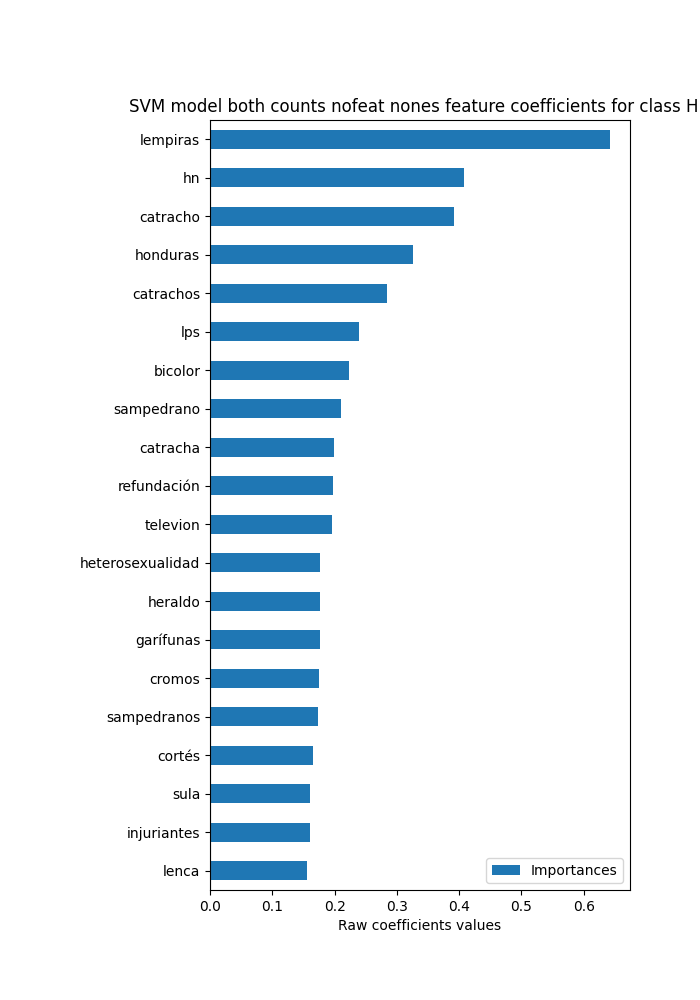 SVM model both counts nofeat nones feature coefficients for class H
lempiras
hn
catracho
honduras
catrachos
lps
bicolor
sampedrano
catracha
refundación
televion
heterosexualidad
heraldo
garífunas
cromos
sampedranos
cortés
sula
injuriantes
lenca
Importances
0.0 0.1 0.2 0.3 0.4 0.5 0.6
Raw coefficients values